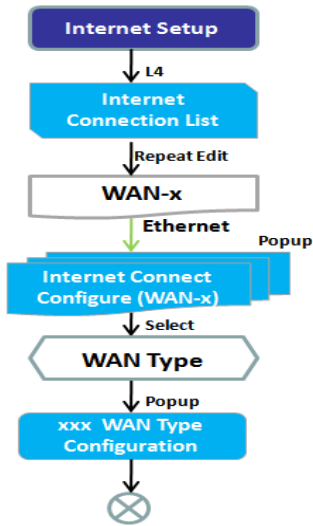 Internet Setup
L4
Internet
Connection List
Repeat Edit
WAN-x
Ethernet
Popup
Internet Connect
Configure (WAN-x)
Select
WAN Type
Popup
xxx WAN Type
Configuration